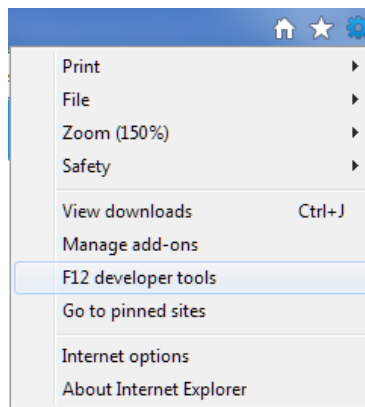 Print
File
Zoom (150%)
Safety
View downloads Ctrl+J
Manage add-ons
F12 developer tools
Go to pinned sites
Internet options
About Internet Explorer